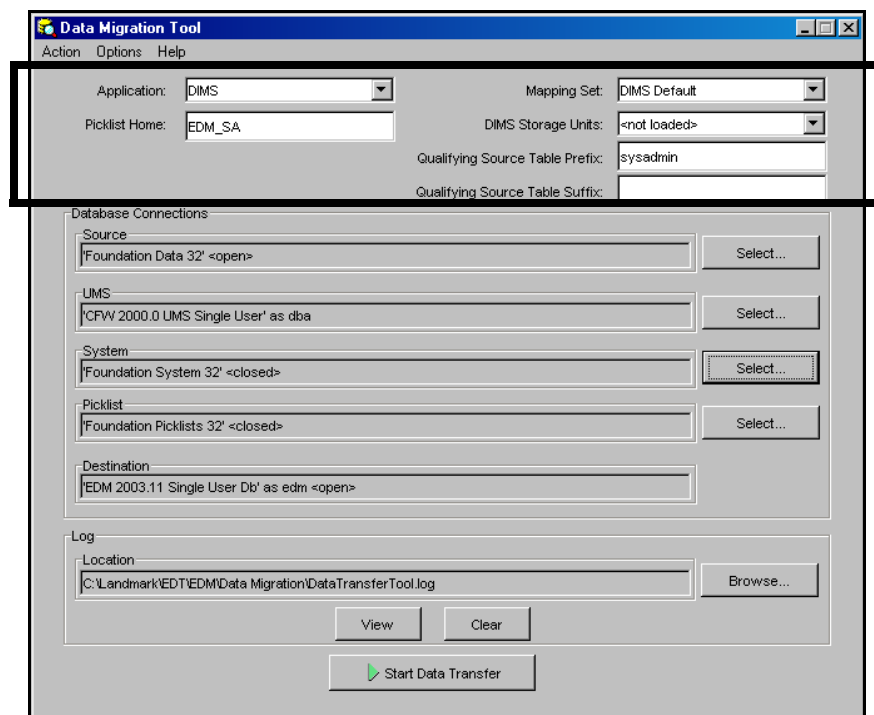 Data Migration Tool
Action Options Help
Application: DIMS
Mapping Set: DIMS Default
Picklist Home: EDM_SA
DIMS Storage Units: <not loaded>
Qualifying Source Table Prefix: sysadmin
Qualifying Source Table Suffix:
Database Connections
Source
'Foundation Data 32' <open>
Select...
UMS
'CFW 2000.0 UMS Single User' as dba
Select...
System
'Foundation System 32' <closed>
Select...
Picklist
'Foundation Picklists 32' <closed>
Select...
Destination
'EDM 2003.11 Single User Db' as edm <open>
Log
Location
C:\Landmark\EDT\EDM\Data Migration\DataTransferTool.log
Browse...
View
Clear
Start Data Transfer